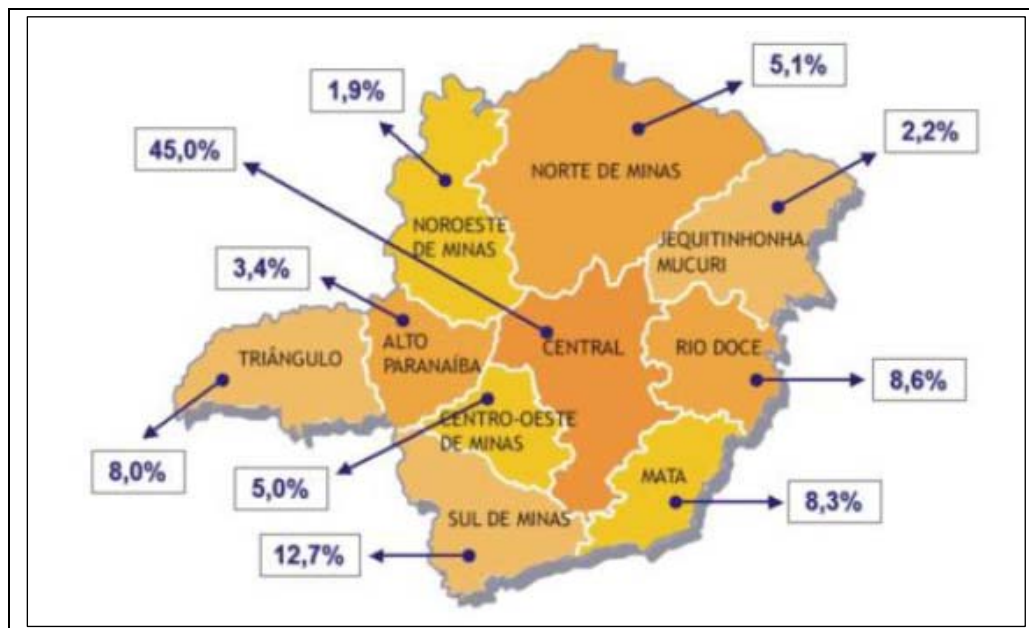 5,1%
1,9%
2,2%
45,0%
NORTE DE MINAS
NOROESTE
DE MINAS
JEQUITINHONHA.
MUCURI
3,4%
TRIÂNGULO
ALTO
PARANAÍBA
CENTRAL
RIO DOCE
8,6%
CENTRO-OESTE
DE MINAS
8,0%
5,0%
MATA
8,3%
SUL DE MINAS
12,7%